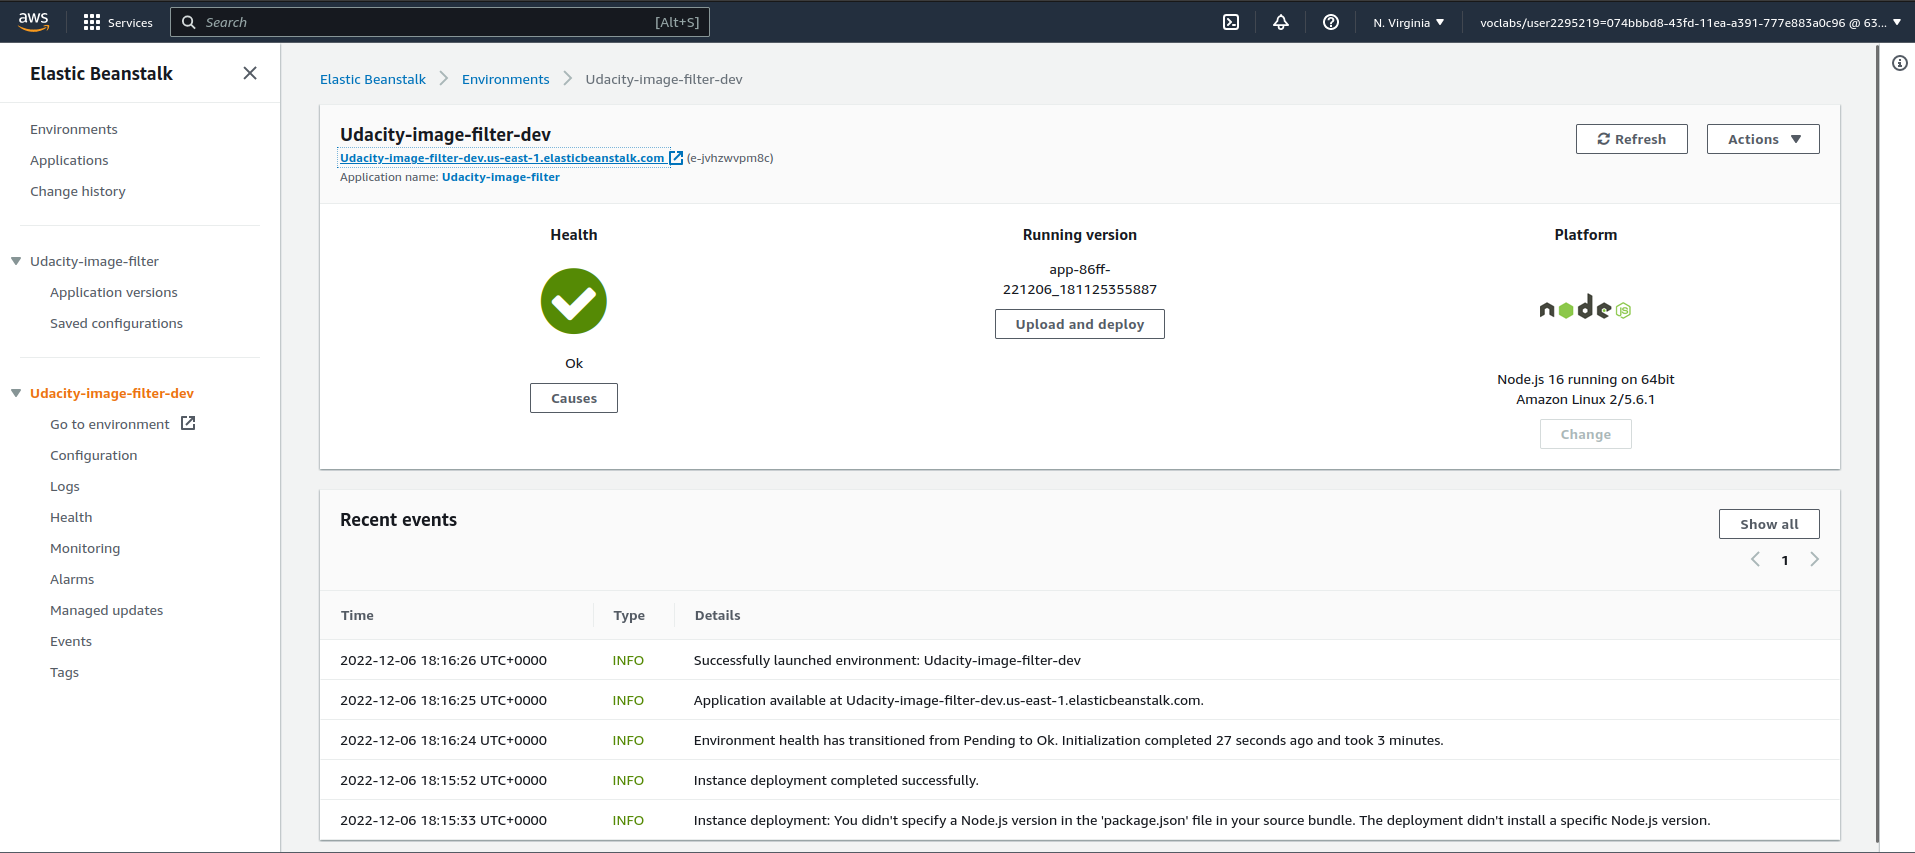 aws
Services
Search
[Alt+S]
N. Virginia
voclabs/user2295219=074bbbd8-43fd-11ea-a391-777e883a0c96 @ 63...
Elastic Beanstalk
Environments
Applications
Change history
Udacity-image-filter
Application versions
Saved configurations
Udacity-image-filter-dev
Go to environment
Configuration
Logs
Health
Monitoring
Alarms
Managed updates
Events
Tags
Elastic Beanstalk
Environments
Udacity-image-filter-dev
Udacity-image-filter-dev
Udacity-image-filter-dev.us-east-1.elasticbeanstalk.com (e-jvhzwvpm8c)
Application name: Udacity-image-filter
Refresh
Actions
Health
Ok
Causes
Running version
app-86ff-
221206_181125355887
Upload and deploy
Platform
node JS
Node.js 16 running on 64bit
Amazon Linux 2/5.6.1
Change
Recent events
Show all
1
Time Type Details
2022-12-06 18:16:26 UTC+0000 INFO Successfully launched environment: Udacity-image-filter-dev
2022-12-06 18:16:25 UTC+0000 INFO Application available at Udacity-image-filter-dev.us-east-1.elasticbeanstalk.com.
2022-12-06 18:16:24 UTC+0000 INFO Environment health has transitioned from Pending to Ok. Initialization completed 27 seconds ago and took 3 minutes.
2022-12-06 18:15:52 UTC+0000 INFO Instance deployment completed successfully.
2022-12-06 18:15:33 UTC+0000 INFO Instance deployment: You didn't specify a Node.js version in the 'package.json' file in your source bundle. The deployment didn't install a specific Node.js version.